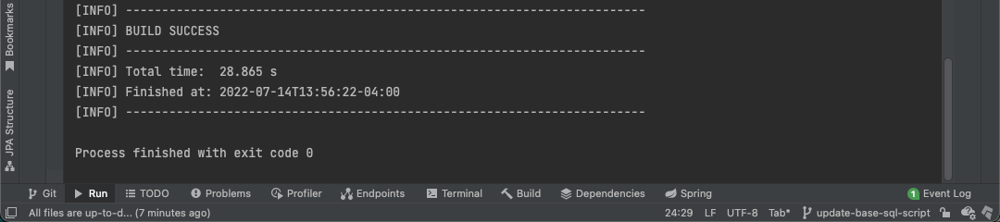 [INFO] ------------------------------------------------------------------------
[INFO] BUILD SUCCESS
[INFO] ------------------------------------------------------------------------
[INFO] Total time:  28.865 s
[INFO] Finished at: 2022-07-14T13:56:22-04:00
[INFO] ------------------------------------------------------------------------
Process finished with exit code 0
Bookmarks
JPA Structure
Git Run TODO Problems Profiler Endpoints Terminal Build Dependencies Spring 1 Event Log
All files are up-to-d... (7 minutes ago) 24:29 LF UTF-8 Tab* update-base-sql-script